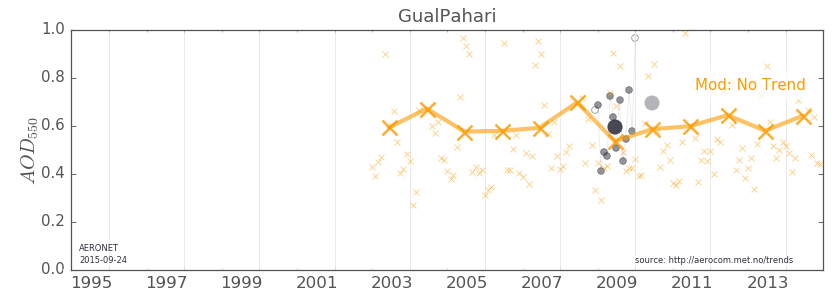 GualPahari
1.0
0.8
0.6
0.4
0.2
0.0
AOD550
Mod: No Trend
AERONET
2015-09-24
source: http://aerocom.met.no/trends
1995 1997 1999 2001 2003 2005 2007 2009 2011 2013